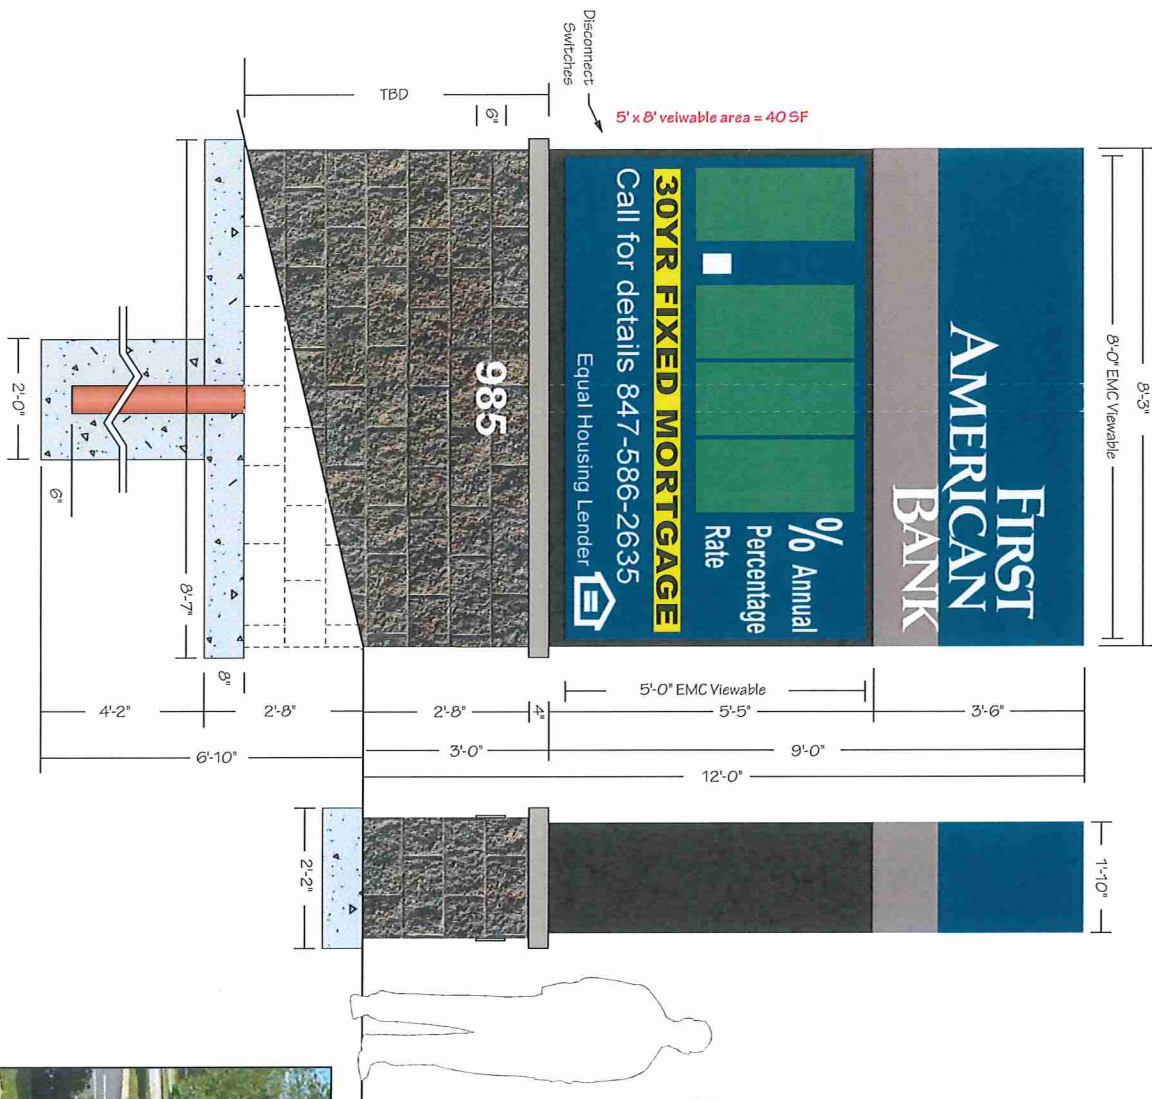 8'-3"
8'-0" EMC Viewable
FIRST
AMERICAN
BANK
1'-10"
3'-6"
9'-0"
12'-0"
5'-5"
5'-0" EMC Viewable
% Annual
Percentage
Rate
30YR FIXED MORTGAGE
Call for details 847-586-2635
Equal Housing Lender
5' x 8' veiwable area = 40 SF
Disconnect
Switches
4"
985
6"
TBD
2'-8"
3'-0"
2'-8"
8"
8'-7"
4'-2"
6'-10"
6"
2'-0"
2'-2"